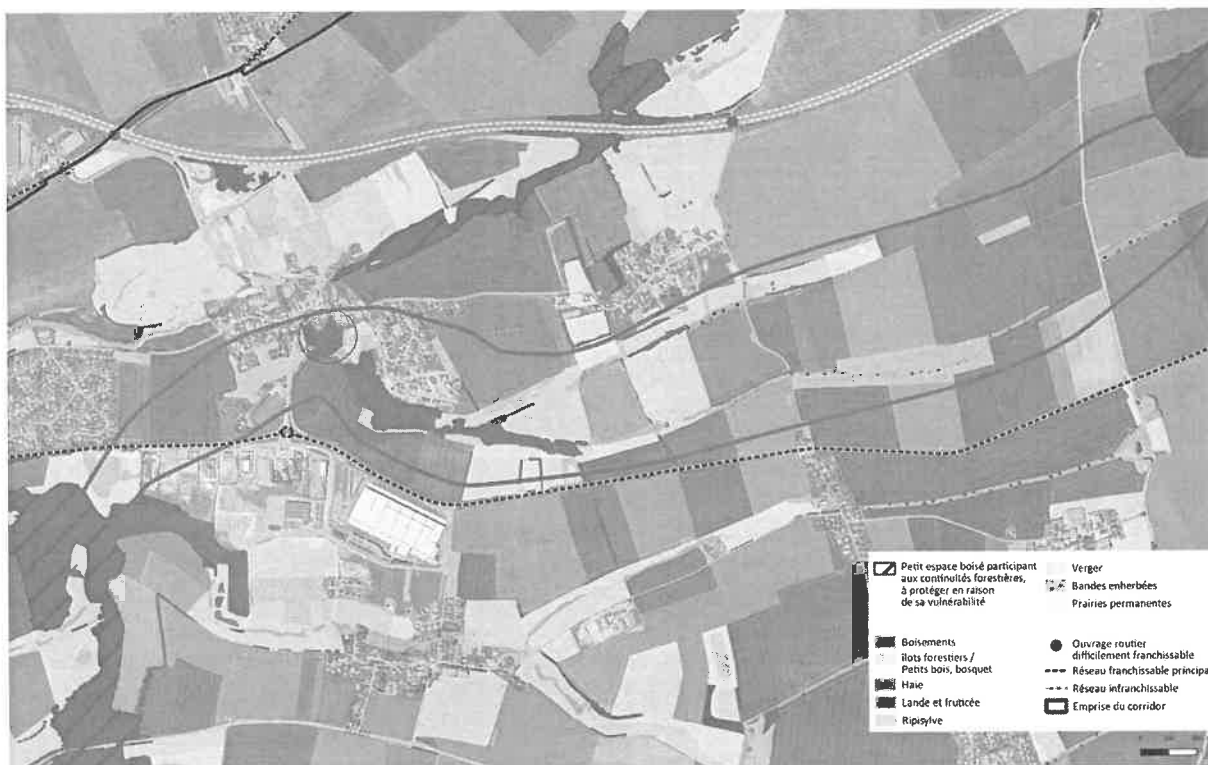 Petit espace boisé participant
aux continuités forestières,
à protéger en raison
de sa vulnérabilité
Boisements
Ilots forestiers /
Petits bois, bosquet
Haie
Lande et fruticée
Ripisylve
Verger
Bandes enherbées
Prairies permanentes
Ouvrage routier
difficilement franchissable
Réseau franchissable principa
Réseau infranchissable
Emprise du corridor